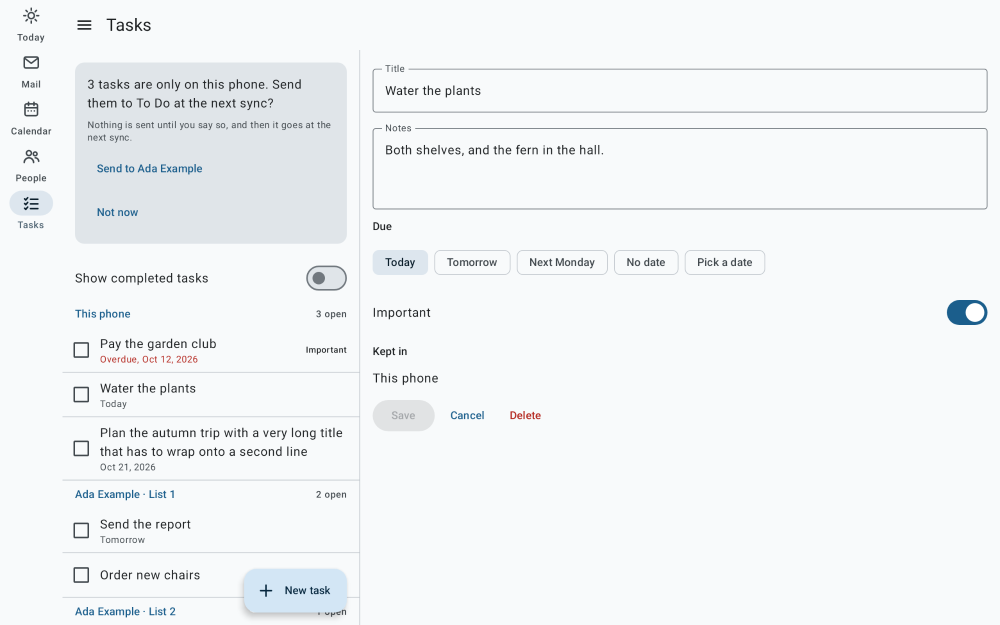 Today
Mail
Calendar
People
Tasks
Tasks
3 tasks are only on this phone. Send
them to To Do at the next sync?
Nothing is sent until you say so, and then it goes at the
next sync.
Send to Ada Example
Not now
Show completed tasks
This phone
3 open
Pay the garden club
Overdue, Oct 12, 2026
Important
Water the plants
Today
Plan the autumn trip with a very long title
that has to wrap onto a second line
Oct 21, 2026
Ada Example · List 1
2 open
Send the report
Tomorrow
Order new chairs
New task
Ada Example · List 2
open
Title
Water the plants
Notes
Both shelves, and the fern in the hall.
Due
Today
Tomorrow
Next Monday
No date
Pick a date
Important
Kept in
This phone
Save
Cancel
Delete